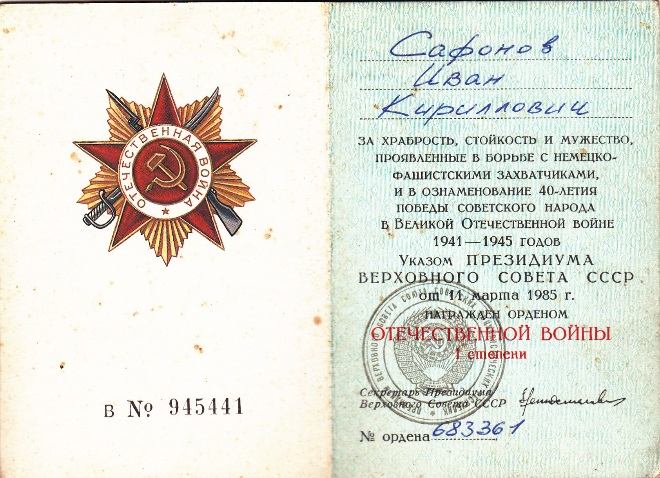 ОТЕЧЕСТВЕННАЯ ВОЙНА
В № 945441
Сафонов
Иван
Кириллович
ЗА ХРАБРОСТЬ, СТОЙКОСТЬ И МУЖЕСТВО,
ПРОЯВЛЕННЫЕ В БОРЬБЕ С НЕМЕЦКО-
ФАШИСТСКИМИ ЗАХВАТЧИКАМИ,
И В ОЗНАМЕНОВАНИЕ 40-ЛЕТИЯ
ПОБЕДЫ СОВЕТСКОГО НАРОДА
В ВЕЛИКОЙ ОТЕЧЕСТВЕННОЙ ВОЙНЕ
1941—1945 ГОДОВ
УКАЗОМ ПРЕЗИДИУМА
ВЕРХОВНОГО СОВЕТА СССР
от 11 марта 1985 г.
НАГРАЖДЕН ОРДЕНОМ
ОТЕЧЕСТВЕННОЙ ВОЙНЫ
I степени
Секретарь Президиума
Верховного Совета СССР
№ ордена 683361